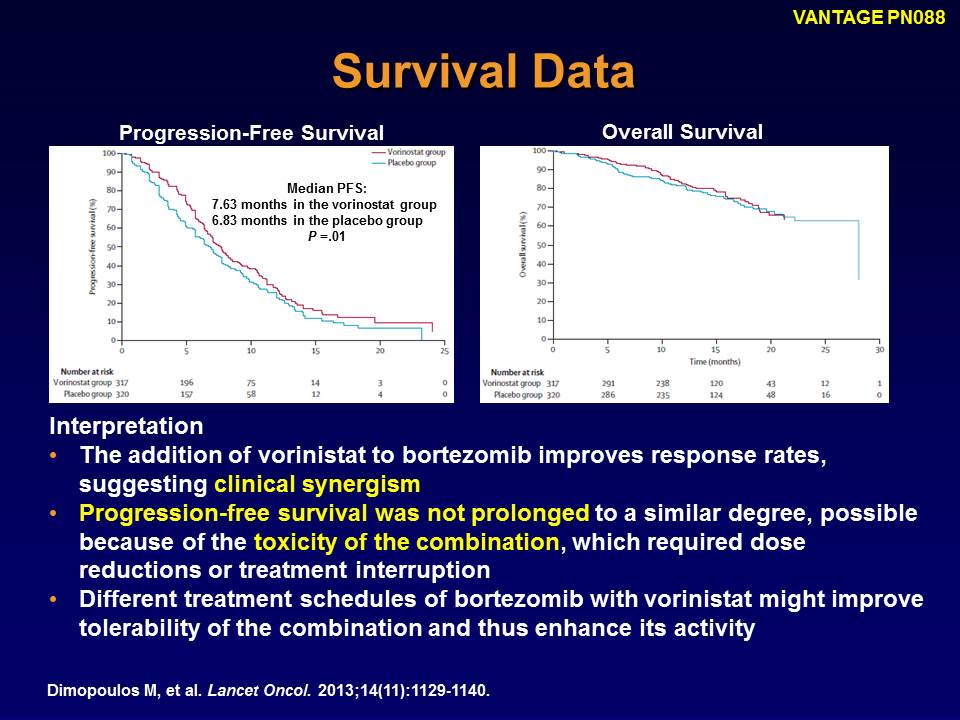 VANTAGE PN088
Survival Data
Progression-Free Survival
Vorinostat group
Placebo group
Median PFS:
7.63 months in the vorinostat group
6.83 months in the placebo group
P =.01
Progression-free survival (%)
100
90
80
70
60
50
40
30
20
10
0
0 5 10 15 20 25
Number at risk
Vorinostat group 317 196 75 14 3 0
Placebo group 320 157 58 12 4 0
Overall Survival
Overall survival (%)
100
90
80
70
60
50
40
30
20
10
0
0 5 10 15 20 25 30
Time (months)
Number at risk
Vorinostat group 317 291 238 120 43 12 1
Placebo group 320 286 235 124 48 16 0
Interpretation
• The addition of vorinistat to bortezomib improves response rates,
suggesting clinical synergism
• Progression-free survival was not prolonged to a similar degree, possible
because of the toxicity of the combination, which required dose
reductions or treatment interruption
• Different treatment schedules of bortezomib with vorinistat might improve
tolerability of the combination and thus enhance its activity
Dimopoulos M, et al. Lancet Oncol. 2013;14(11):1129-1140.